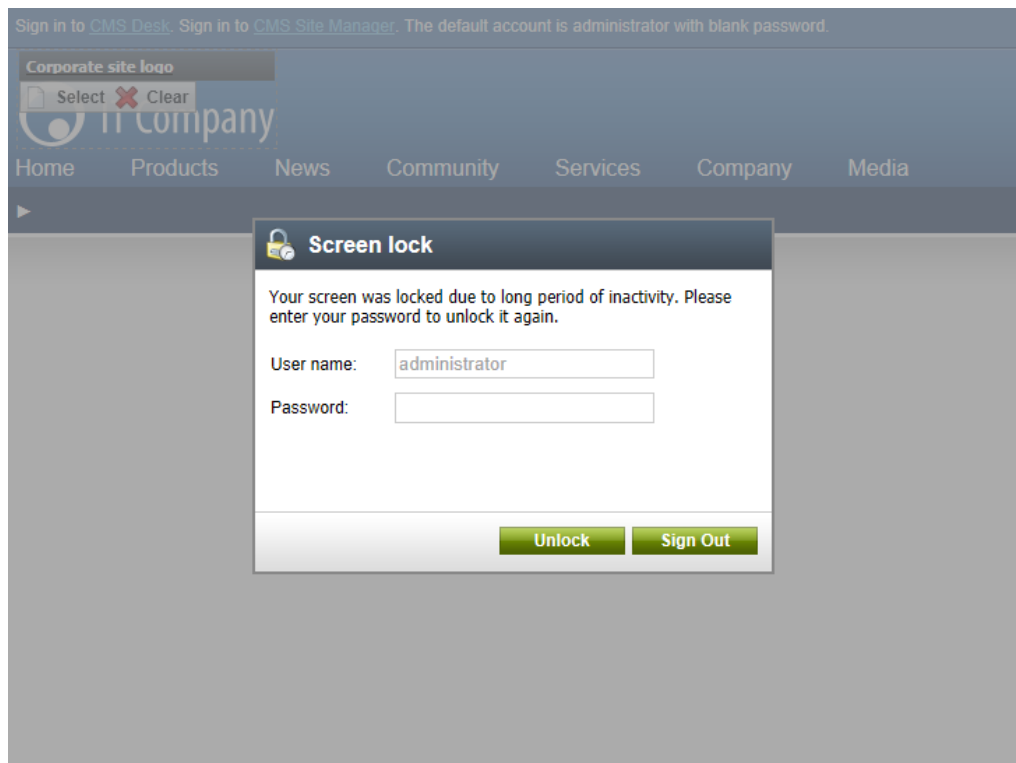 Sign in to CMS Desk. Sign in to CMS Site Manager. The default account is administrator with blank password.
Corporate site logo
Select Clear
IT Company
Home Products News Community Services Company Media
Screen lock
Your screen was locked due to long period of inactivity. Please
enter your password to unlock it again.
User name: administrator
Password:
Unlock Sign Out